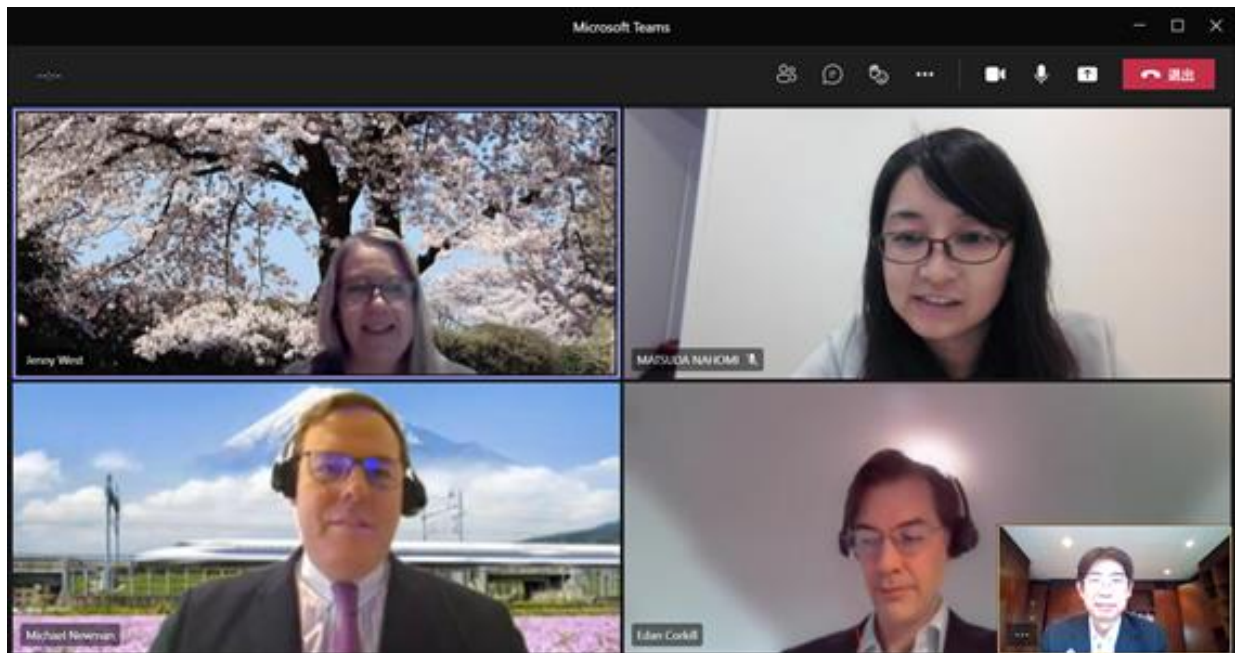 Microsoft Teams
--:--
退出
Jenny West
MATSUDA NAHOMI
Michael Newman
Edan Corkill